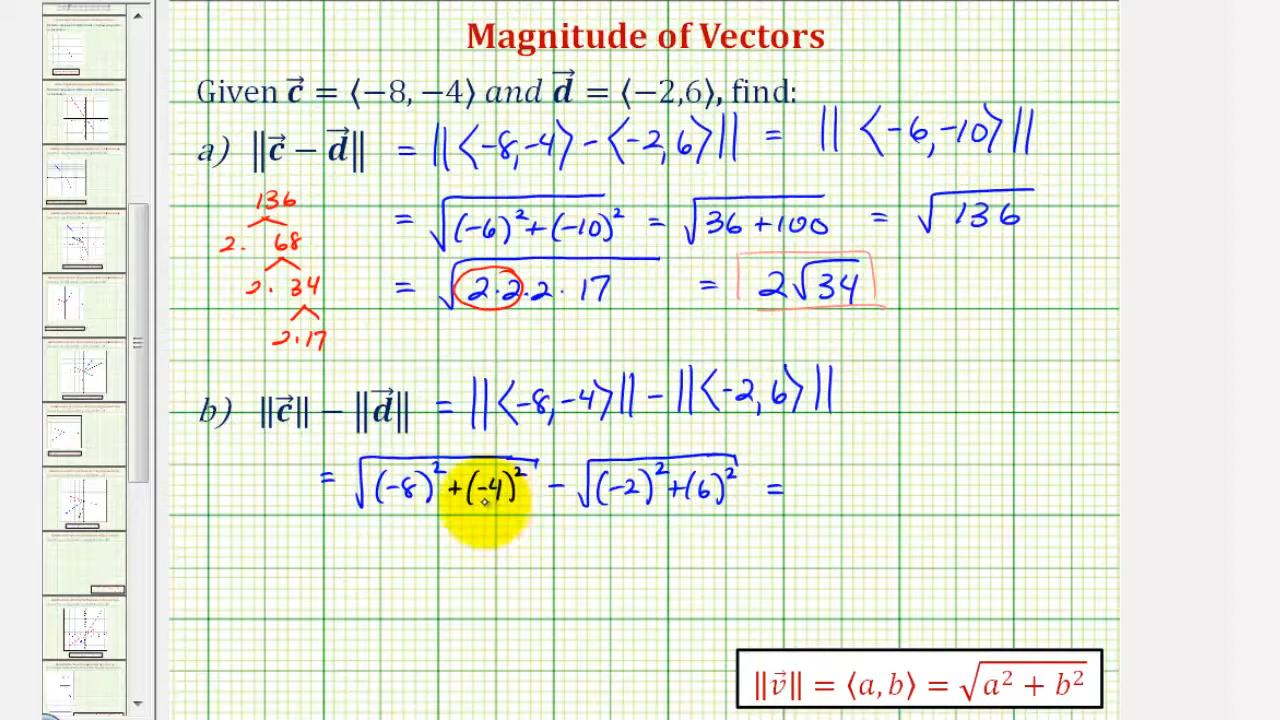 Magnitude of Vectors
Given c⃗ = ⟨−8, −4⟩ and d⃗ = ⟨−2,6⟩, find:
a) ‖c⃗ − d⃗‖ = ||⟨-8,-4⟩ - ⟨-2,6⟩|| = ||⟨-6,-10⟩||
136
= √((-6)²+(-10)²) = √(36+100) = √136
2· 68
2· 34
= √(2·2·2·17) = 2√34
2·17
b) ‖c⃗‖ − ‖d⃗‖ = ||⟨-8,-4⟩|| - ||⟨-2,6⟩||
= √((-8)²+(-4)²) - √((-2)²+(6)²) =
‖v⃗‖ = ⟨a, b⟩ = √(a² + b²)